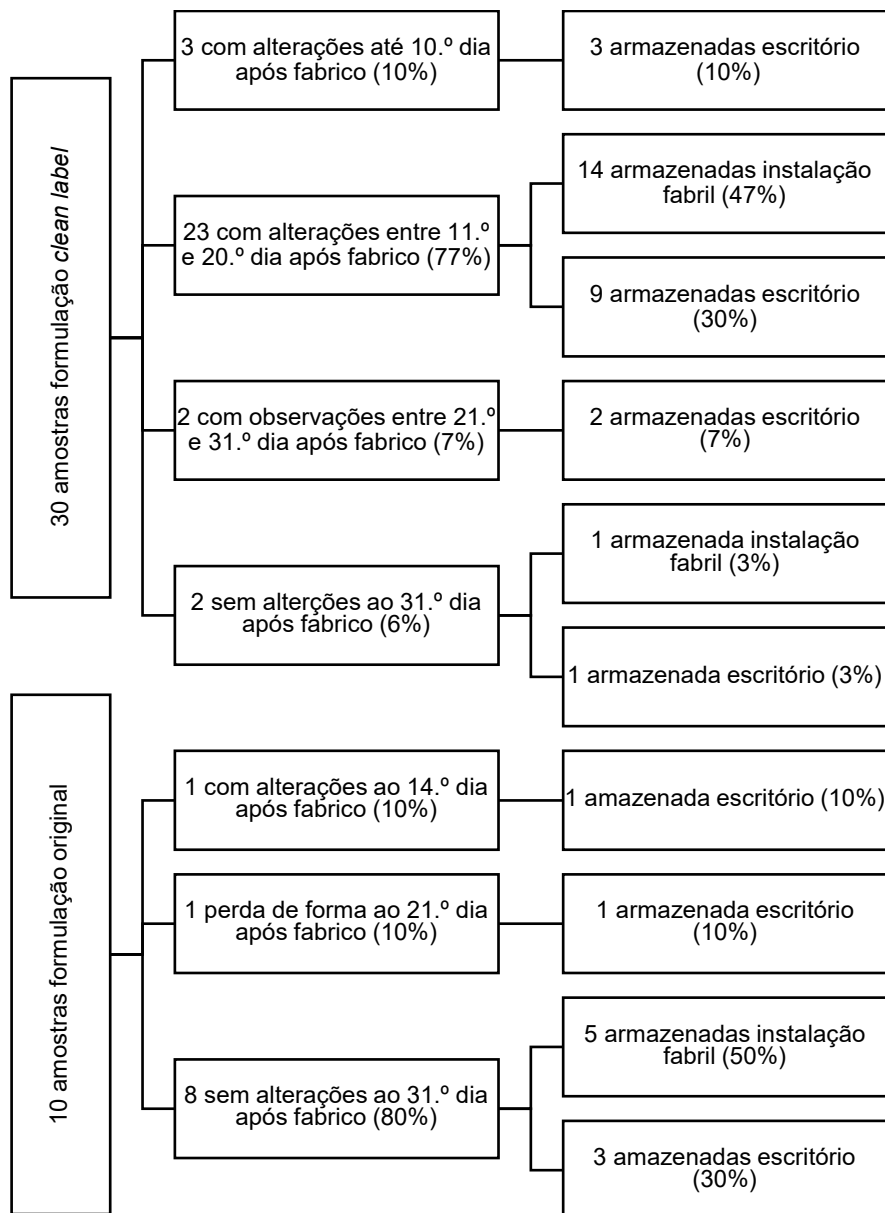 30 amostras formulação clean label
3 com alterações até 10.º dia
após fabrico (10%)
3 armazenadas escritório
(10%)
23 com alterações entre 11.º
e 20.º dia após fabrico (77%)
14 armazenadas instalação
fabril (47%)
9 armazenadas escritório
(30%)
2 com observações entre 21.º
e 31.º dia após fabrico (7%)
2 armazenadas escritório
(7%)
2 sem alterções ao 31.º dia
após fabrico (6%)
1 armazenada instalação
fabril (3%)
1 armazenada escritório (3%)
10 amostras formulação original
1 com alterações ao 14.º dia
após fabrico (10%)
1 amazenada escritório (10%)
1 perda de forma ao 21.º dia
após fabrico (10%)
1 armazenada escritório
(10%)
8 sem alterações ao 31.º dia
após fabrico (80%)
5 armazenadas instalação
fabril (50%)
3 amazenadas escritório
(30%)